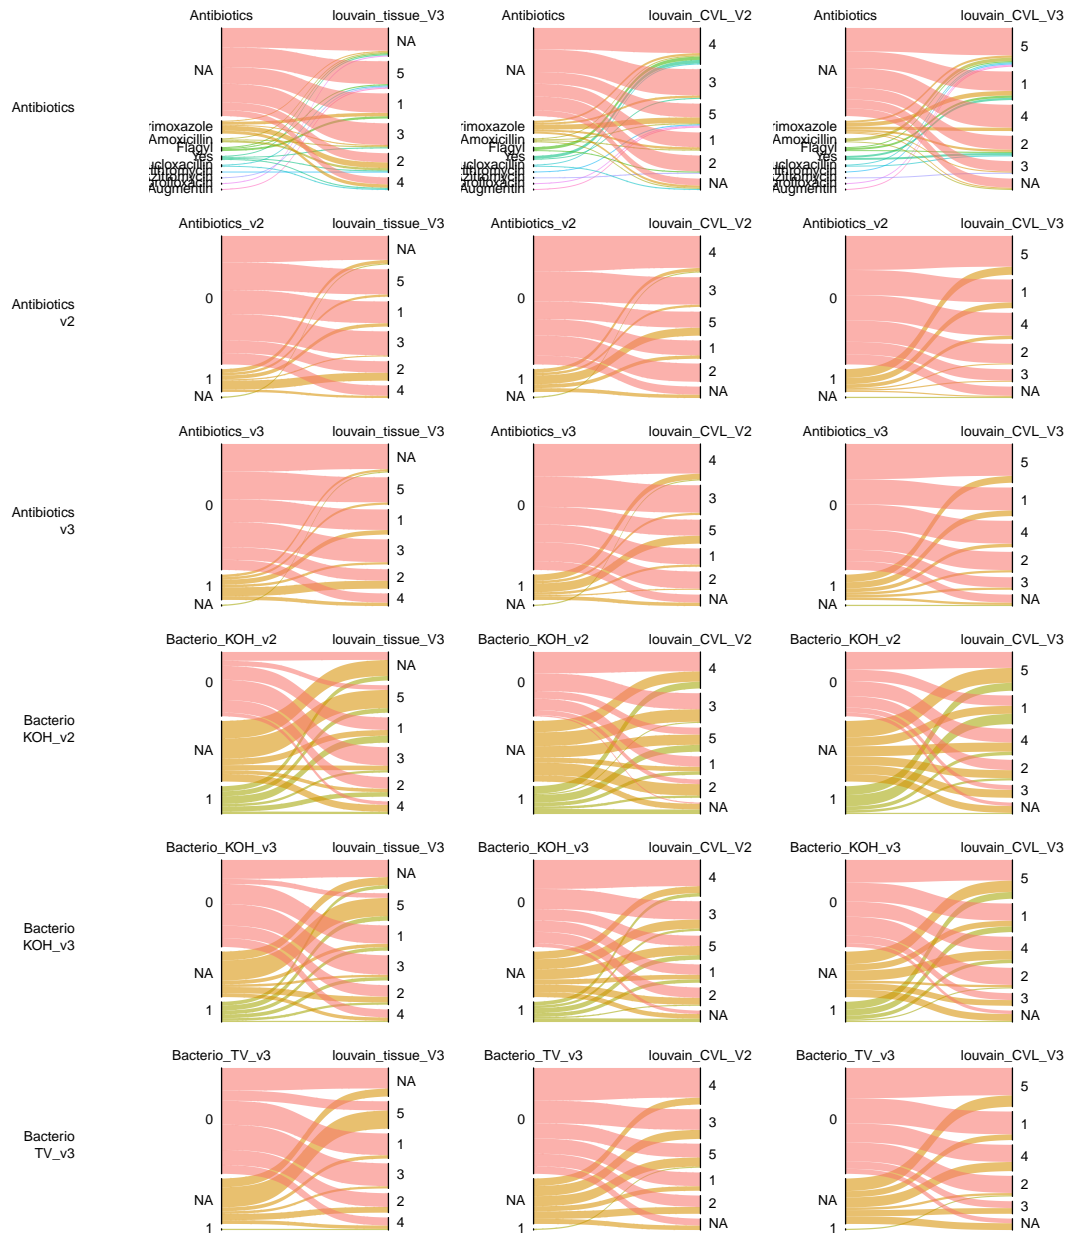 Antibiotics louvain_tissue_V3 Antibiotics louvain_CVL_V2 Antibiotics louvain_CVL_V3
Antibiotics
NA
rimoxazole
Amoxicillin
Flagyl
Yes
ucloxacillin
Augmentin
NA
5
1
3
2
4
NA
rimoxazole
Amoxicillin
Flagyl
Yes
ucloxacillin
Augmentin
4
3
5
1
2
NA
NA
rimoxazole
Amoxicillin
Flagyl
Yes
ucloxacillin
Augmentin
5
1
4
2
3
NA
Antibiotics_v2 louvain_tissue_V3 Antibiotics_v2 louvain_CVL_V2 Antibiotics_v2 louvain_CVL_V3
Antibiotics
v2
0
1
NA
NA
5
1
3
2
4
0
1
NA
4
3
5
1
2
NA
0
1
NA
5
1
4
2
3
NA
Antibiotics_v3 louvain_tissue_V3 Antibiotics_v3 louvain_CVL_V2 Antibiotics_v3 louvain_CVL_V3
Antibiotics
v3
0
1
NA
NA
5
1
3
2
4
0
1
NA
4
3
5
1
2
NA
0
1
NA
5
1
4
2
3
NA
Bacterio_KOH_v2 louvain_tissue_V3 Bacterio_KOH_v2 louvain_CVL_V2 Bacterio_KOH_v2 louvain_CVL_V3
Bacterio
KOH_v2
0
NA
1
NA
5
1
3
2
4
0
NA
1
4
3
5
1
2
NA
0
NA
1
5
1
4
2
3
NA
Bacterio_KOH_v3 louvain_tissue_V3 Bacterio_KOH_v3 louvain_CVL_V2 Bacterio_KOH_v3 louvain_CVL_V3
Bacterio
KOH_v3
0
NA
1
NA
5
1
3
2
4
0
NA
1
4
3
5
1
2
NA
0
NA
1
5
1
4
2
3
NA
Bacterio_TV_v3 louvain_tissue_V3 Bacterio_TV_v3 louvain_CVL_V2 Bacterio_TV_v3 louvain_CVL_V3
Bacterio
TV_v3
0
NA
1
NA
5
1
3
2
4
0
NA
1
4
3
5
1
2
NA
0
NA
1
5
1
4
2
3
NA